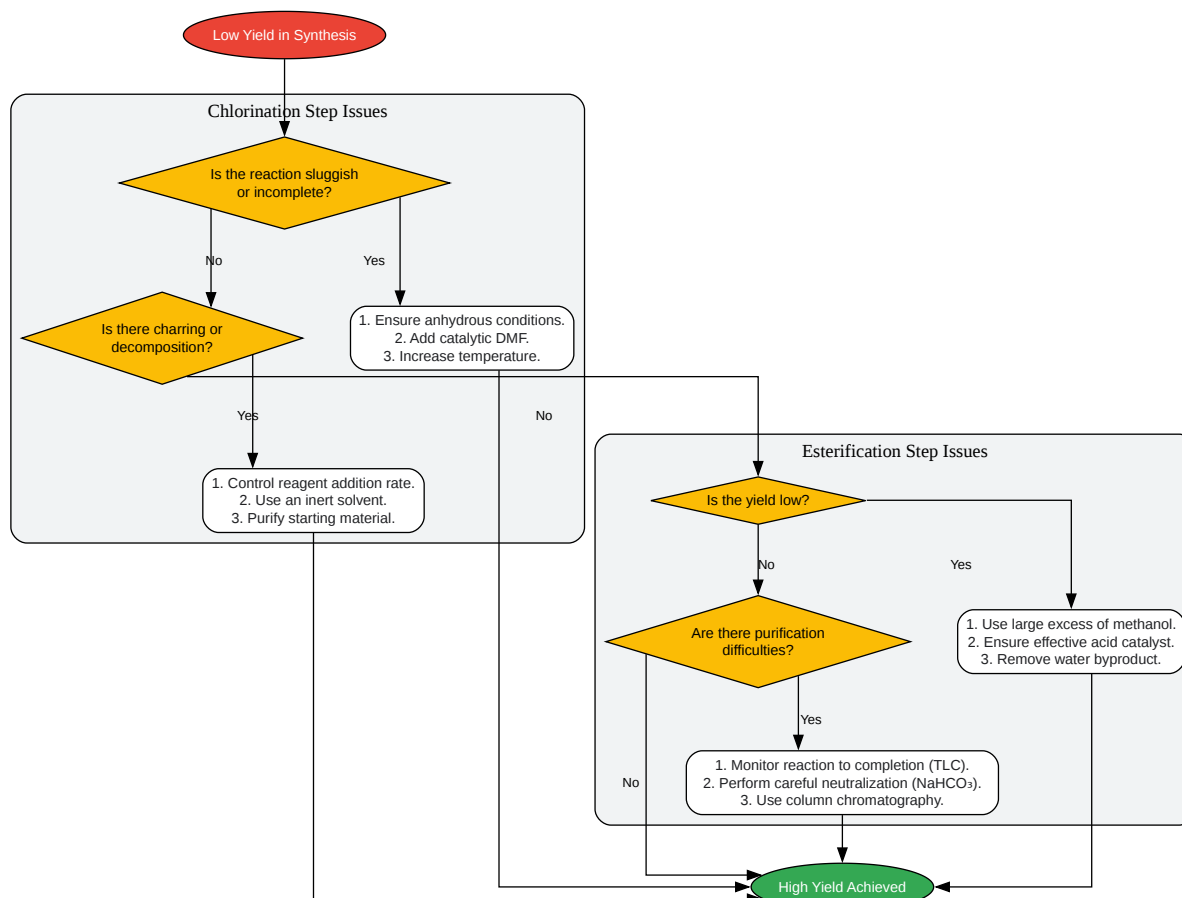 Low Yield in Synthesis
Chlorination Step Issues
Is the reaction sluggish
or incomplete?
No
Yes
Is there charring or
decomposition?
1. Ensure anhydrous conditions.
2. Add catalytic DMF.
3. Increase temperature.
Yes
No
1. Control reagent addition rate.
2. Use an inert solvent.
3. Purify starting material.
Esterification Step Issues
Is the yield low?
No
Yes
Are there purification
difficulties?
1. Use large excess of methanol.
2. Ensure effective acid catalyst.
3. Remove water byproduct.
Yes
No
1. Monitor reaction to completion (TLC).
2. Perform careful neutralization (NaHCO₃).
3. Use column chromatography.
High Yield Achieved